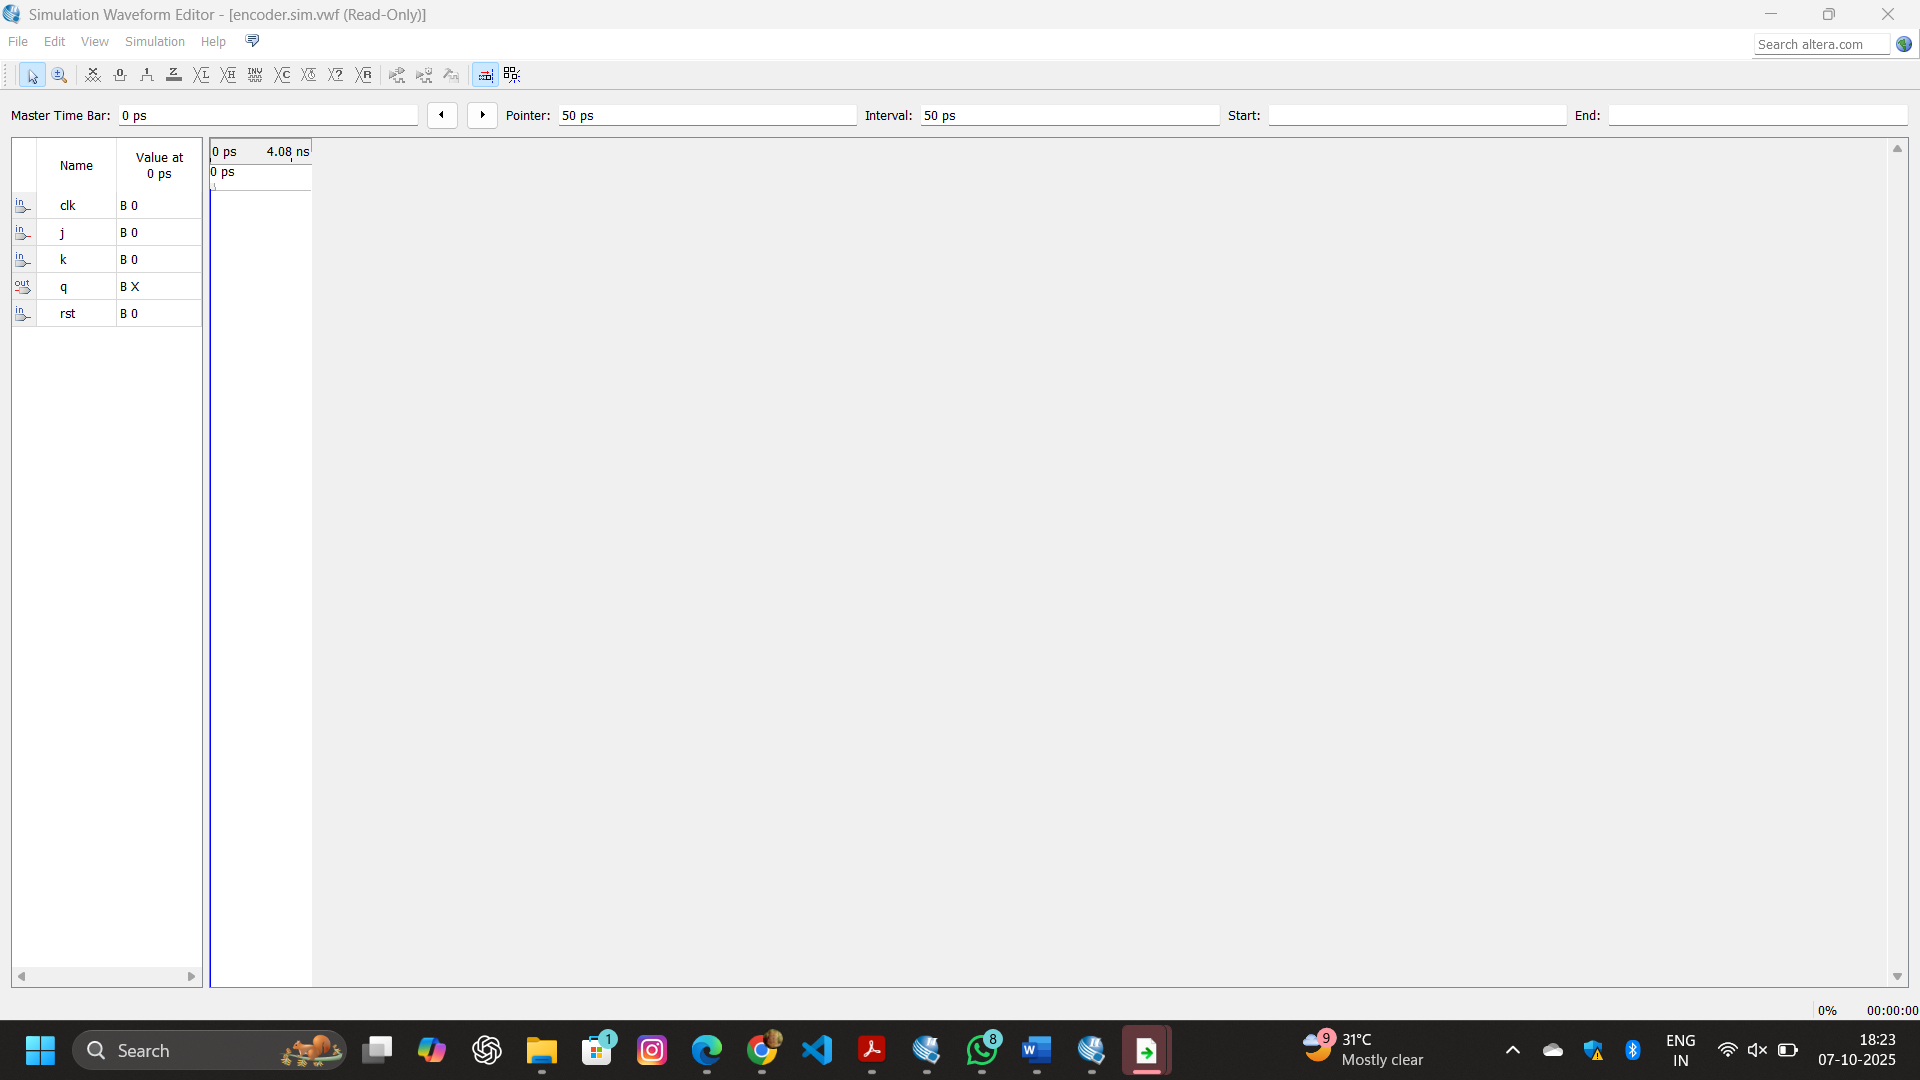 Simulation Waveform Editor - [encoder.sim.vwf (Read-Only)]
File Edit View Simulation Help
Search altera.com
Master Time Bar: 0 ps Pointer: 50 ps Interval: 50 ps Start: End:
Name Value at 0 ps
0 ps 4.08 ns
0 ps
in clk B 0
in j B 0
in k B 0
out q B X
in rst B 0
0% 00:00:00
Search
1
8
9
31°C
Mostly clear
ENG
IN
18:23
07-10-2025